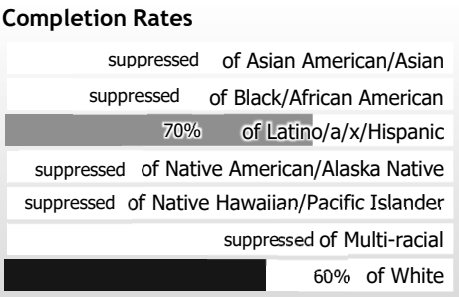 Completion Rates
suppressed of Asian American/Asian
suppressed of Black/African American
70% of Latino/a/x/Hispanic
suppressed of Native American/Alaska Native
suppressed of Native Hawaiian/Pacific Islander
suppressed of Multi-racial
60% of White